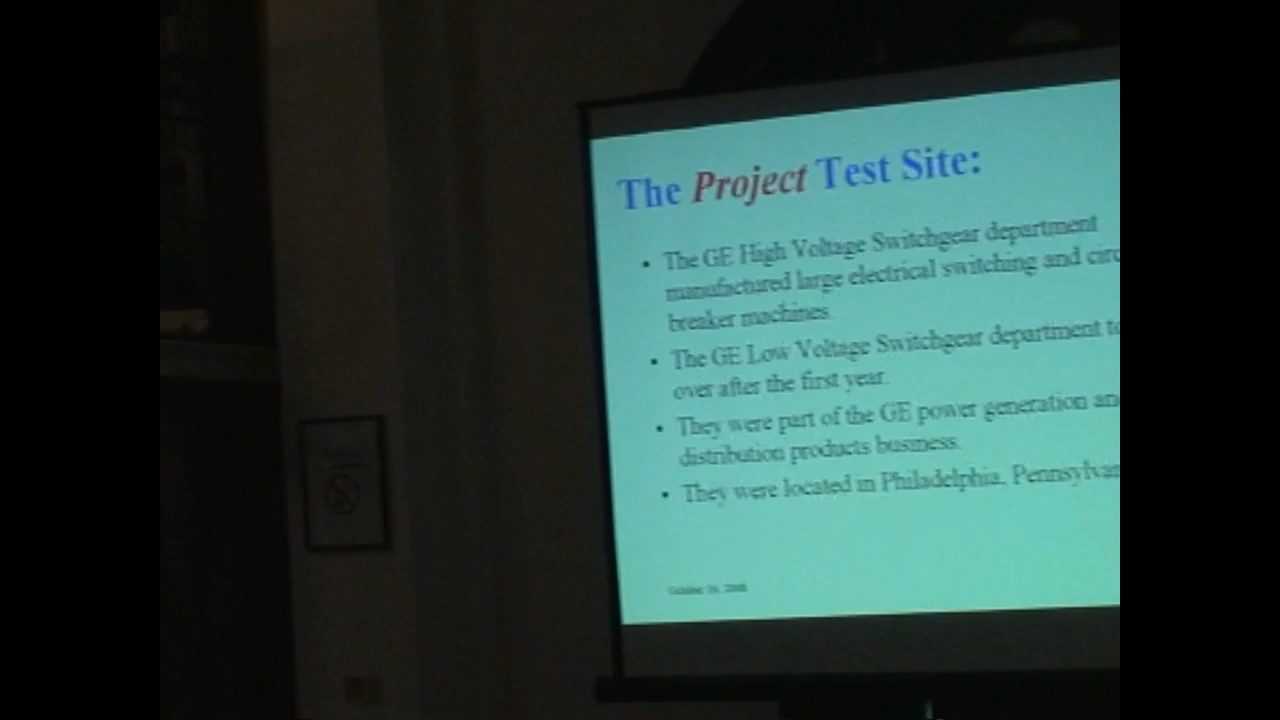 The Project Test Site:
• The GE High Voltage Switchgear department
manufactured large electrical switching and circ
breaker machines.
• The GE Low Voltage Switchgear department to
over after the first year.
• They were part of the GE power generation an
distribution products business.
• They were located in Philadelphia, Pennsylvan
October